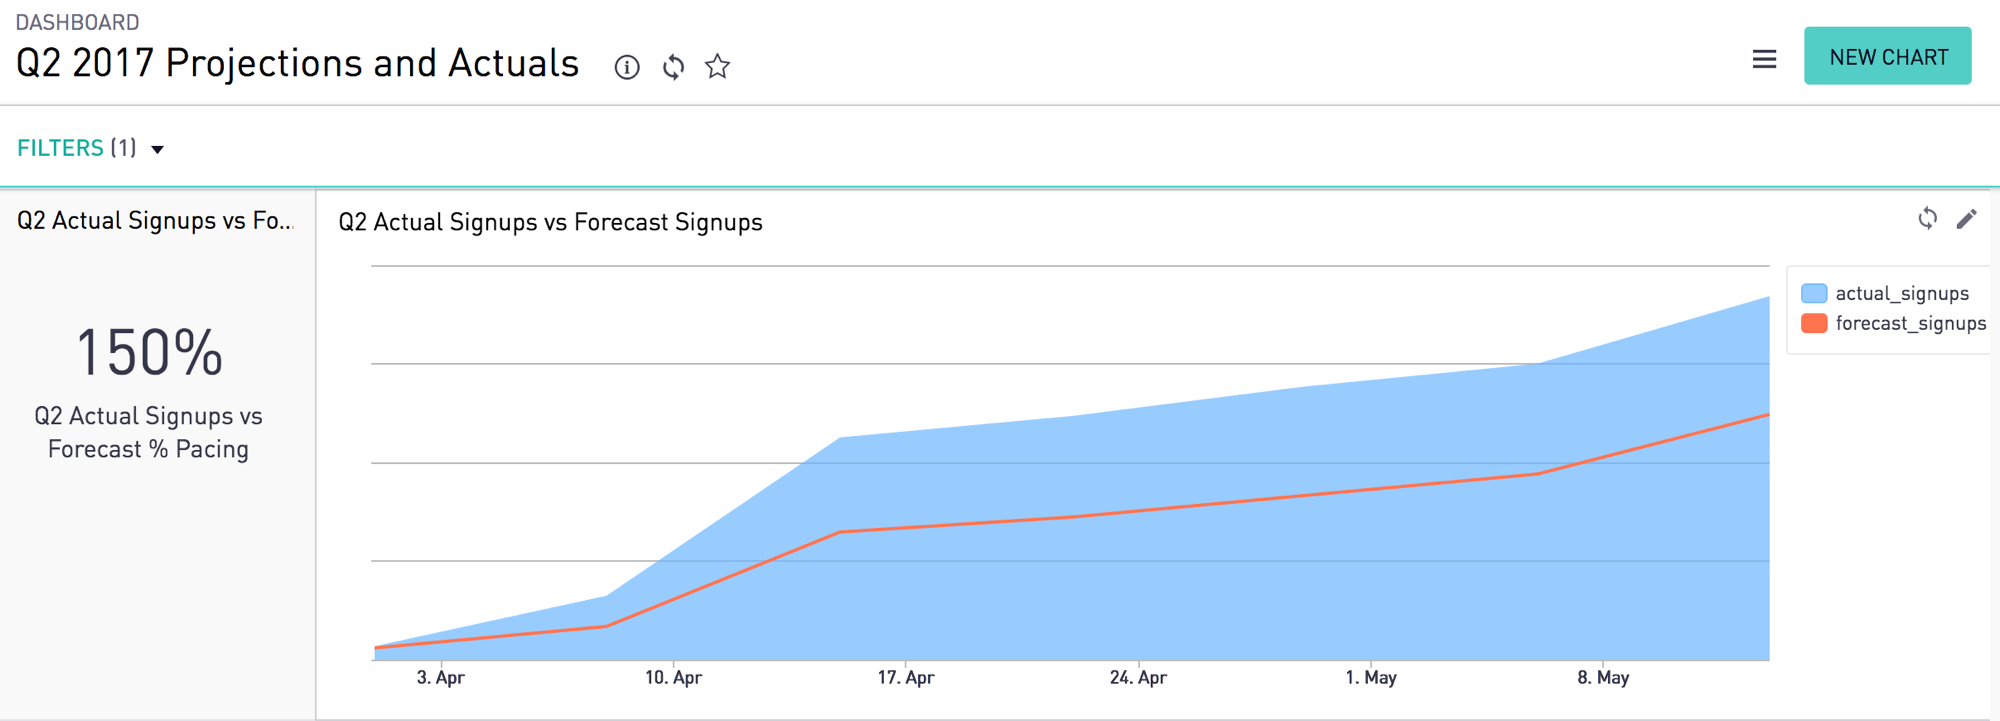 DASHBOARD
Q2 2017 Projections and Actuals
NEW CHART
FILTERS (1)
Q2 Actual Signups vs Fo...
150%
Q2 Actual Signups vs
Forecast % Pacing
Q2 Actual Signups vs Forecast Signups
actual_signups
forecast_signups
3. Apr 10. Apr 17. Apr 24. Apr 1. May 8. May